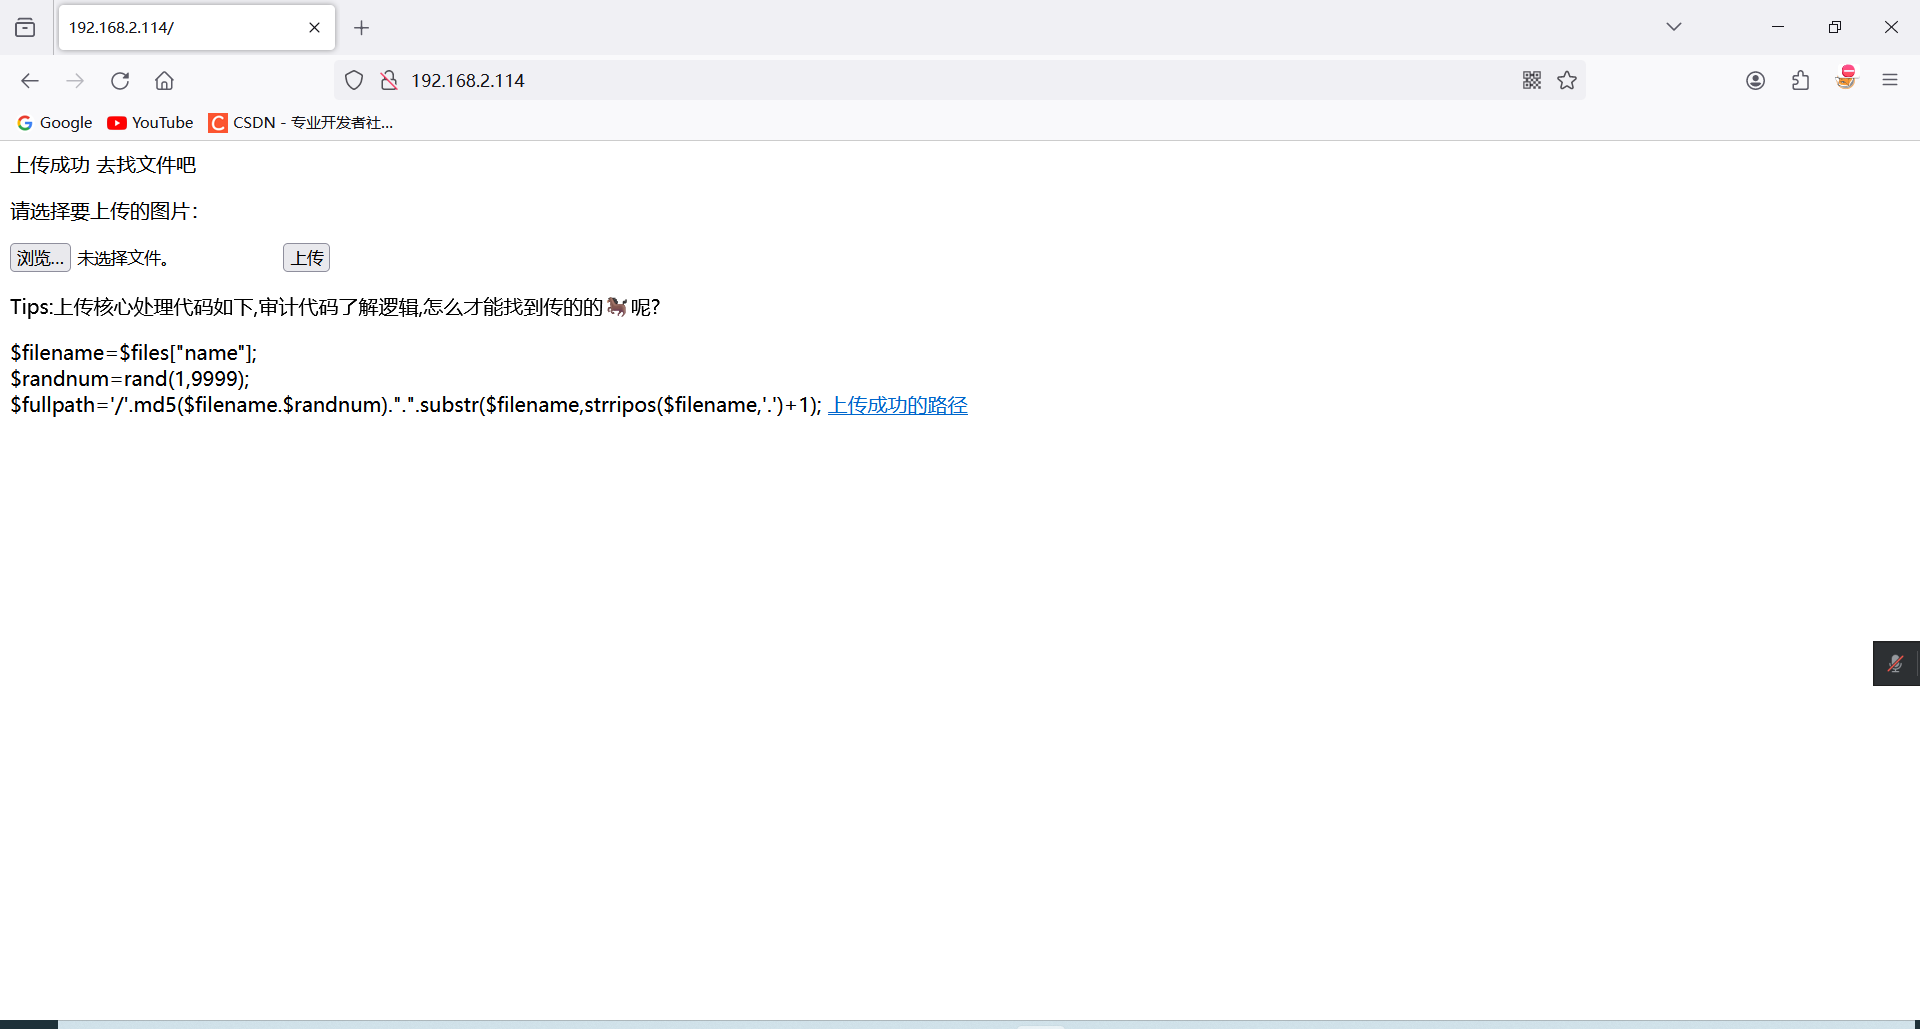 192.168.2.114/
192.168.2.114
Google YouTube CSDN - 专业开发者社...
上传成功 去找文件吧
请选择要上传的图片：
浏览... 未选择文件。 上传
Tips:上传核心处理代码如下,审计代码了解逻辑,怎么才能找到传的的🐎呢?
$filename=$files["name"];
$randnum=rand(1,9999);
$fullpath='/'.md5($filename.$randnum).".".substr($filename,strripos($filename,'.')+1); 上传成功的路径